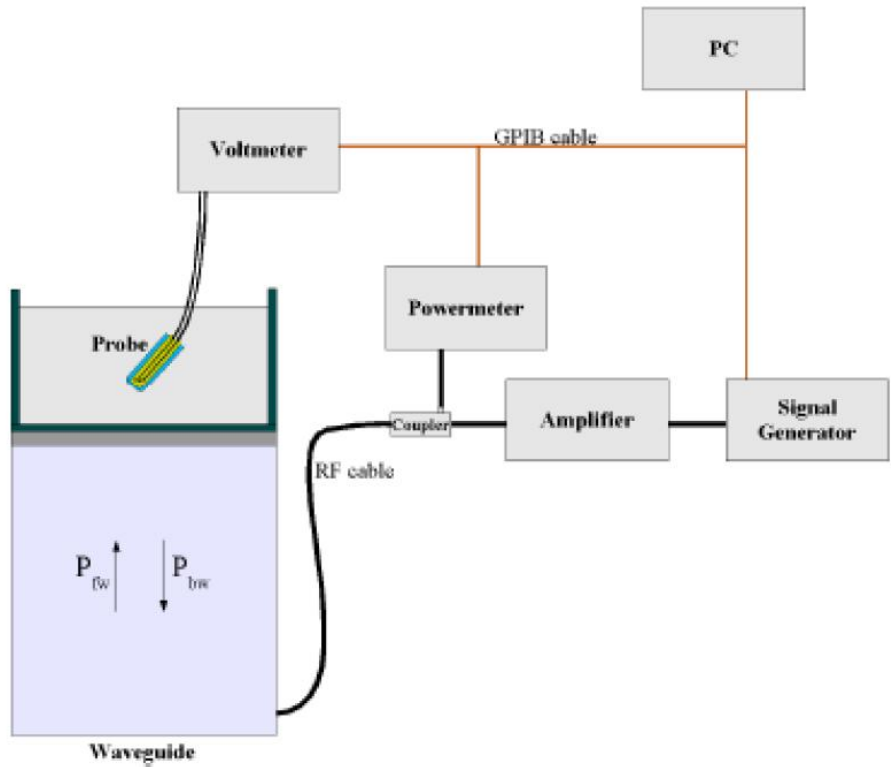 PC
Voltmeter
GPIB cable
Powermeter
Probe
Coupler
Amplifier
Signal
Generator
RF cable
P fw
P bw
Waveguide